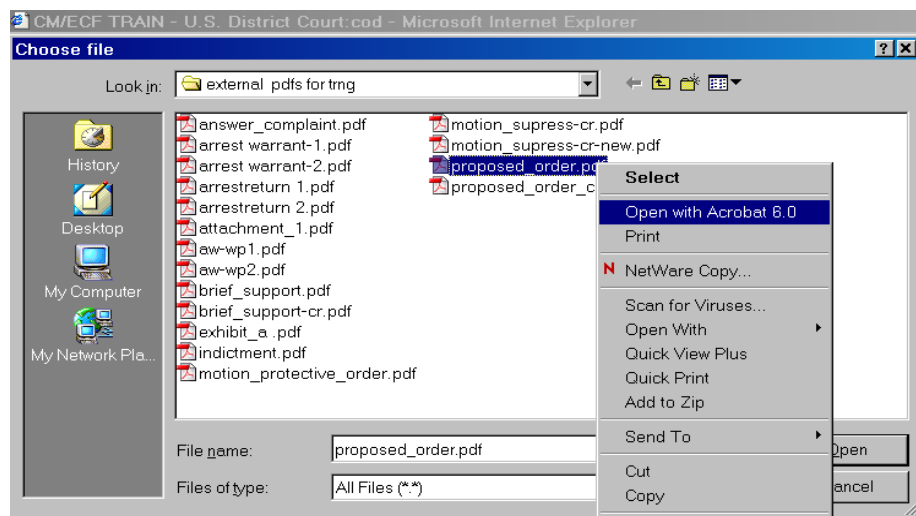 CM/ECF TRAIN - U.S. District Court:cod - Microsoft Internet Explorer
Choose file
Look in:
external pdfs for trng
History
Desktop
My Computer
My Network Pla...
answer_complaint.pdf
arrest warrant-1.pdf
arrest warrant-2.pdf
arrestreturn 1.pdf
arrestreturn 2.pdf
attachment_1.pdf
aw-wp1.pdf
aw-wp2.pdf
brief_support.pdf
brief_support-cr.pdf
exhibit_a .pdf
indictment.pdf
motion_protective_order.pdf
motion_supress-cr.pdf
motion_supress-cr-new.pdf
proposed_order.pdf
proposed_order_c
Select
Open with Acrobat 6.0
Print
N NetWare Copy...
Scan for Viruses...
Open With
Quick View Plus
Quick Print
Add to Zip
Send To
Cut
Copy
File name:
proposed_order.pdf
Open
Files of type:
All Files (*.*)
ancel